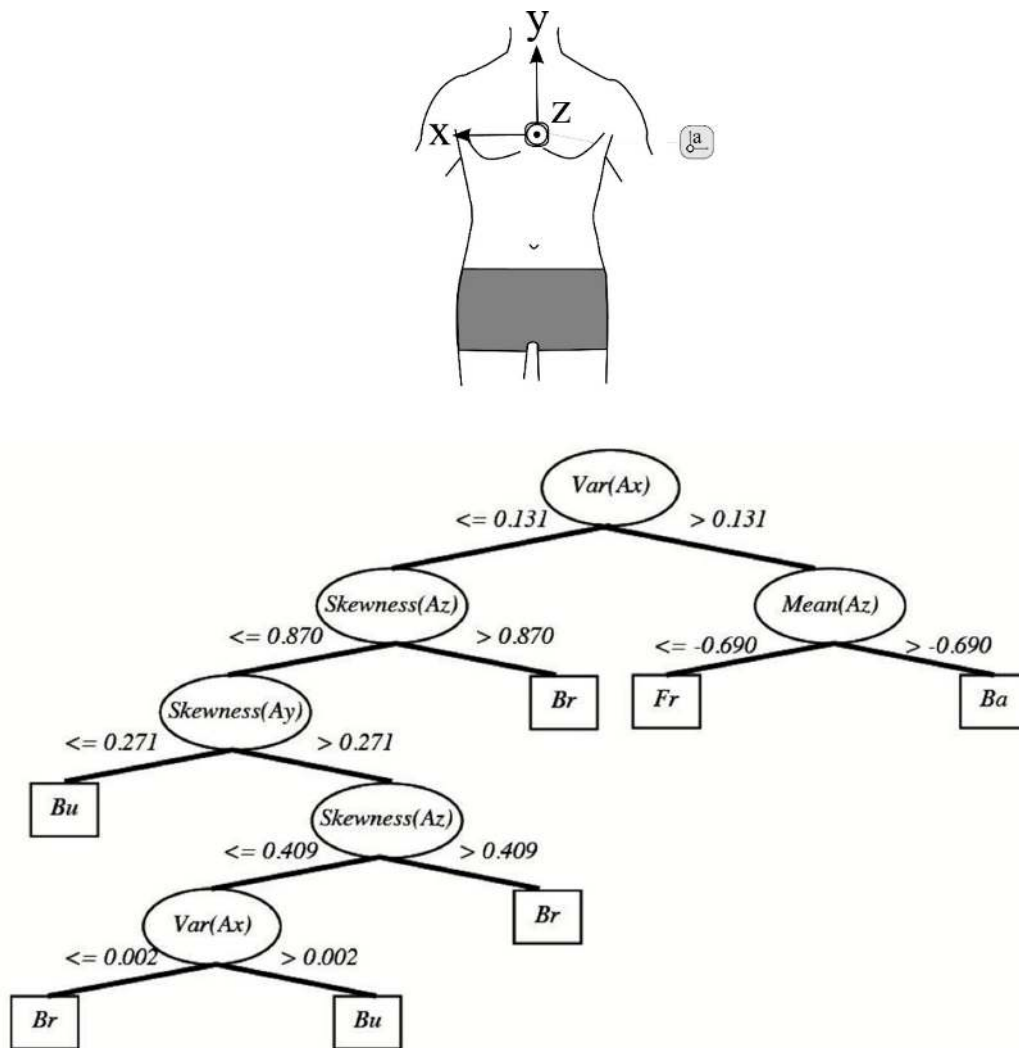 y
x
z
a
Var(Ax)
<= 0.131 > 0.131
Skewness(Az) Mean(Az)
<= 0.870 > 0.870 <= -0.690 > -0.690
Skewness(Ay) Br Fr Ba
<= 0.271 > 0.271
Bu Skewness(Az)
<= 0.409 > 0.409
Var(Ax) Br
<= 0.002 > 0.002
Br Bu